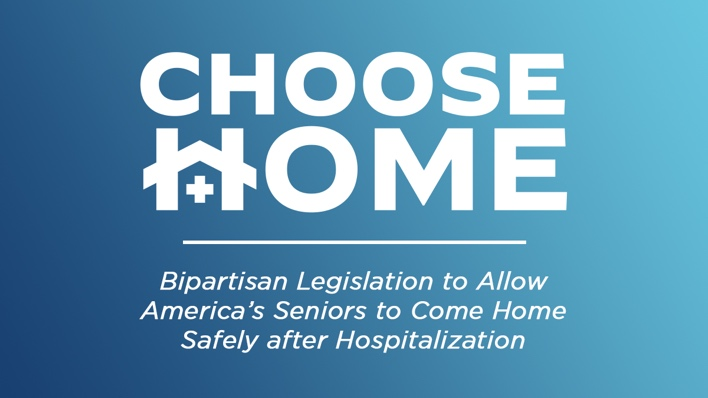 CHOOSE
HOME
Bipartisan Legislation to Allow
America’s Seniors to Come Home
Safely after Hospitalization